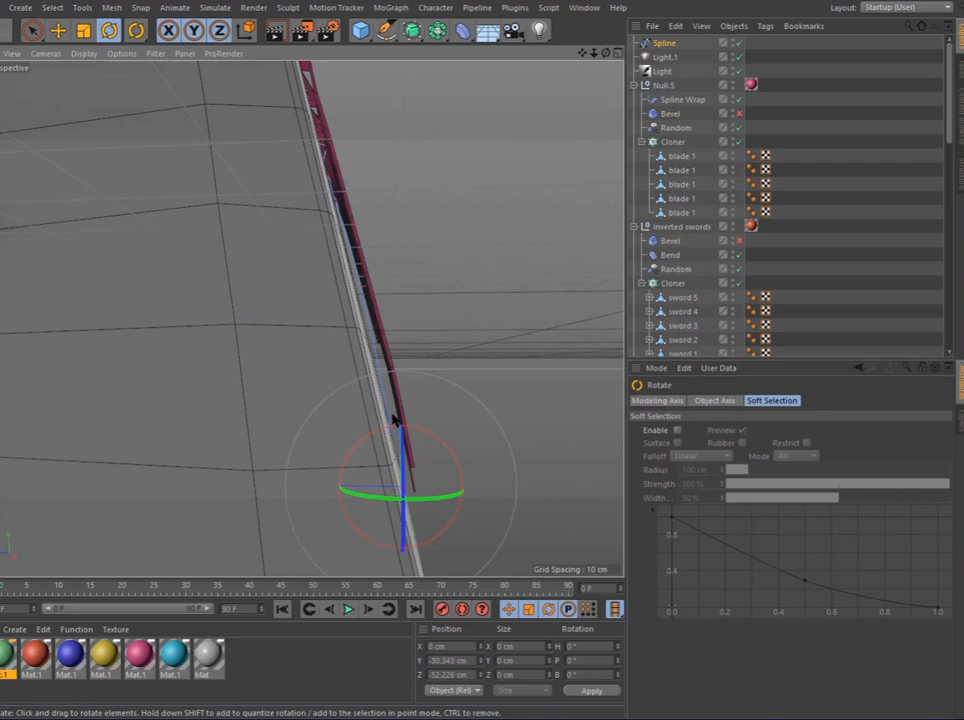 Create Select Tools Mesh Snap Animate Simulate Render Sculpt Motion Tracker MoGraph Character Pipeline Plugins Script Window Help Layout: Startup (User)
View Cameras Display Options Filter Panel ProRender
File Edit View Objects Tags Bookmarks
Spline
Light.1
Light
Null.5
Spline Wrap
Bevel
Random
Cloner
blade 1
blade 1
blade 1
blade 1
blade 1
inverted swords
Bevel
Bend
Random
Cloner
sword 5
sword 4
sword 3
sword 2
sword 1
spective
Y
X
Grid Spacing : 10 cm
Mode Edit User Data
Rotate
Modeling Axis Object Axis Soft Selection
Soft Selection
Enable Preview
Surface Rubber Restrict
Falloff Linear Mode All
Radius 100 cm
Strength 100 %
Width 50 %
0.8
0.4
0.0 0.2 0.4 0.6 0.8 1.0
5 10 15 20 25 30 35 40 45 50 55 60 65 70 75 80 85 90 0 F
F 0 F 90 F 90 F
Create Edit Function Texture
.1 Mat.1 Mat.1 Mat.1 Mat.1 Mat.1 Mat
Position Size Rotation
X 0 cm X 0 cm H 0 °
Y -30.343 cm Y 0 cm P 0 °
Z -52.226 cm Z 0 cm B 0 °
Object (Rel) Size Apply
tate: Click and drag to rotate elements. Hold down SHIFT to quantize rotation / add to the selection in point mode, CTRL to remove.